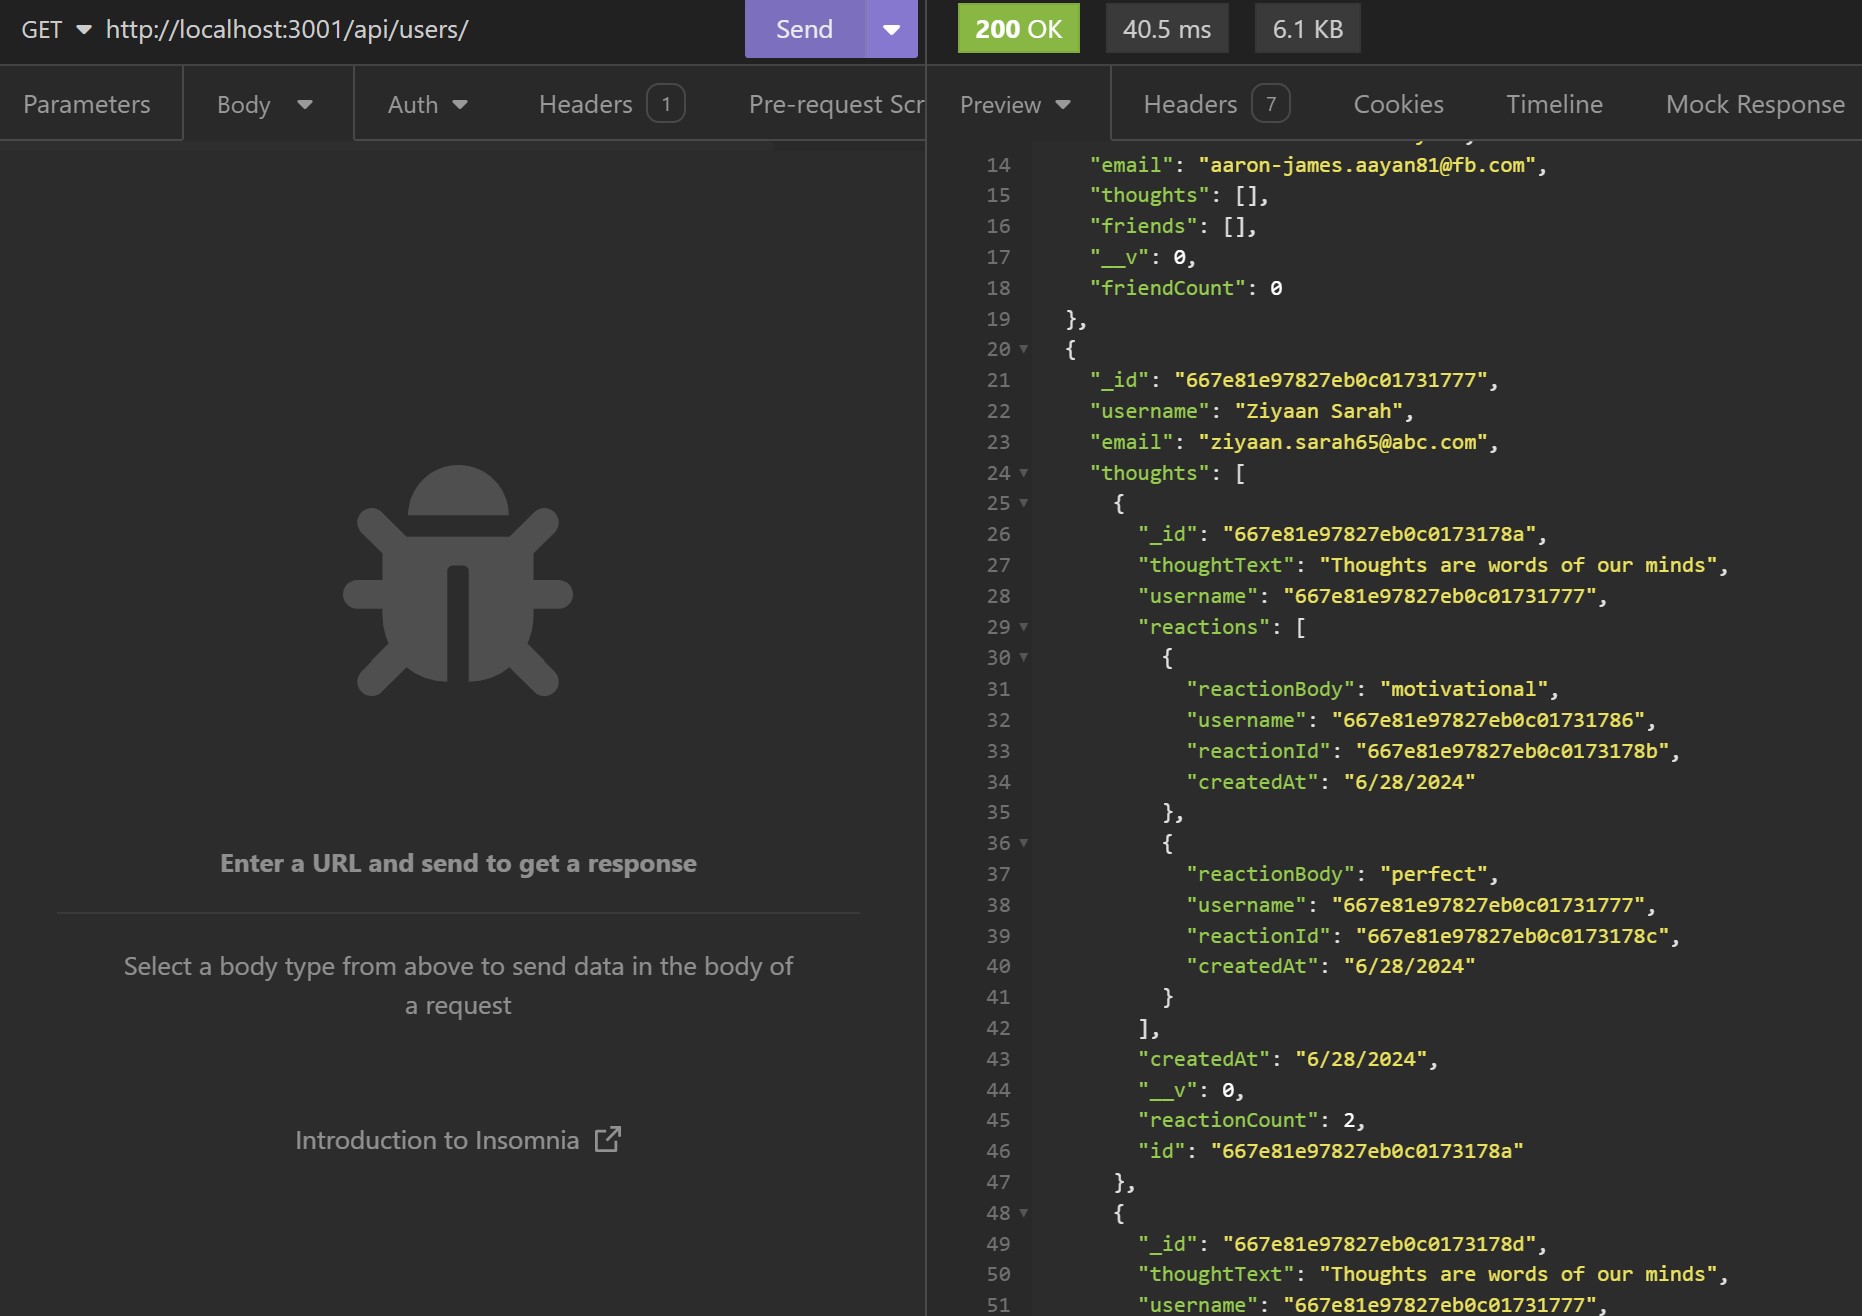 GET http://localhost:3001/api/users/ Send
200 OK 40.5 ms 6.1 KB
Parameters Body Auth Headers 1 Pre-request Scr
Preview Headers 7 Cookies Timeline Mock Response
Enter a URL and send to get a response
Select a body type from above to send data in the body of
a request
Introduction to Insomnia
14 "email": "aaron-james.aayan81@fb.com",
15 "thoughts": [],
16 "friends": [],
17 "__v": 0,
18 "friendCount": 0
19 },
20 {
21 "_id": "667e81e97827eb0c01731777",
22 "username": "Ziyaan Sarah",
23 "email": "ziyaan.sarah65@abc.com",
24 "thoughts": [
25 {
26 "_id": "667e81e97827eb0c0173178a",
27 "thoughtText": "Thoughts are words of our minds",
28 "username": "667e81e97827eb0c01731777",
29 "reactions": [
30 {
31 "reactionBody": "motivational",
32 "username": "667e81e97827eb0c01731786",
33 "reactionId": "667e81e97827eb0c0173178b",
34 "createdAt": "6/28/2024"
35 },
36 {
37 "reactionBody": "perfect",
38 "username": "667e81e97827eb0c01731777",
39 "reactionId": "667e81e97827eb0c0173178c",
40 "createdAt": "6/28/2024"
41 }
42 ],
43 "createdAt": "6/28/2024",
44 "__v": 0,
45 "reactionCount": 2,
46 "id": "667e81e97827eb0c0173178a"
47 },
48 {
49 "_id": "667e81e97827eb0c0173178d",
50 "thoughtText": "Thoughts are words of our minds",
51 "username": "667e81e97827eb0c01731777",